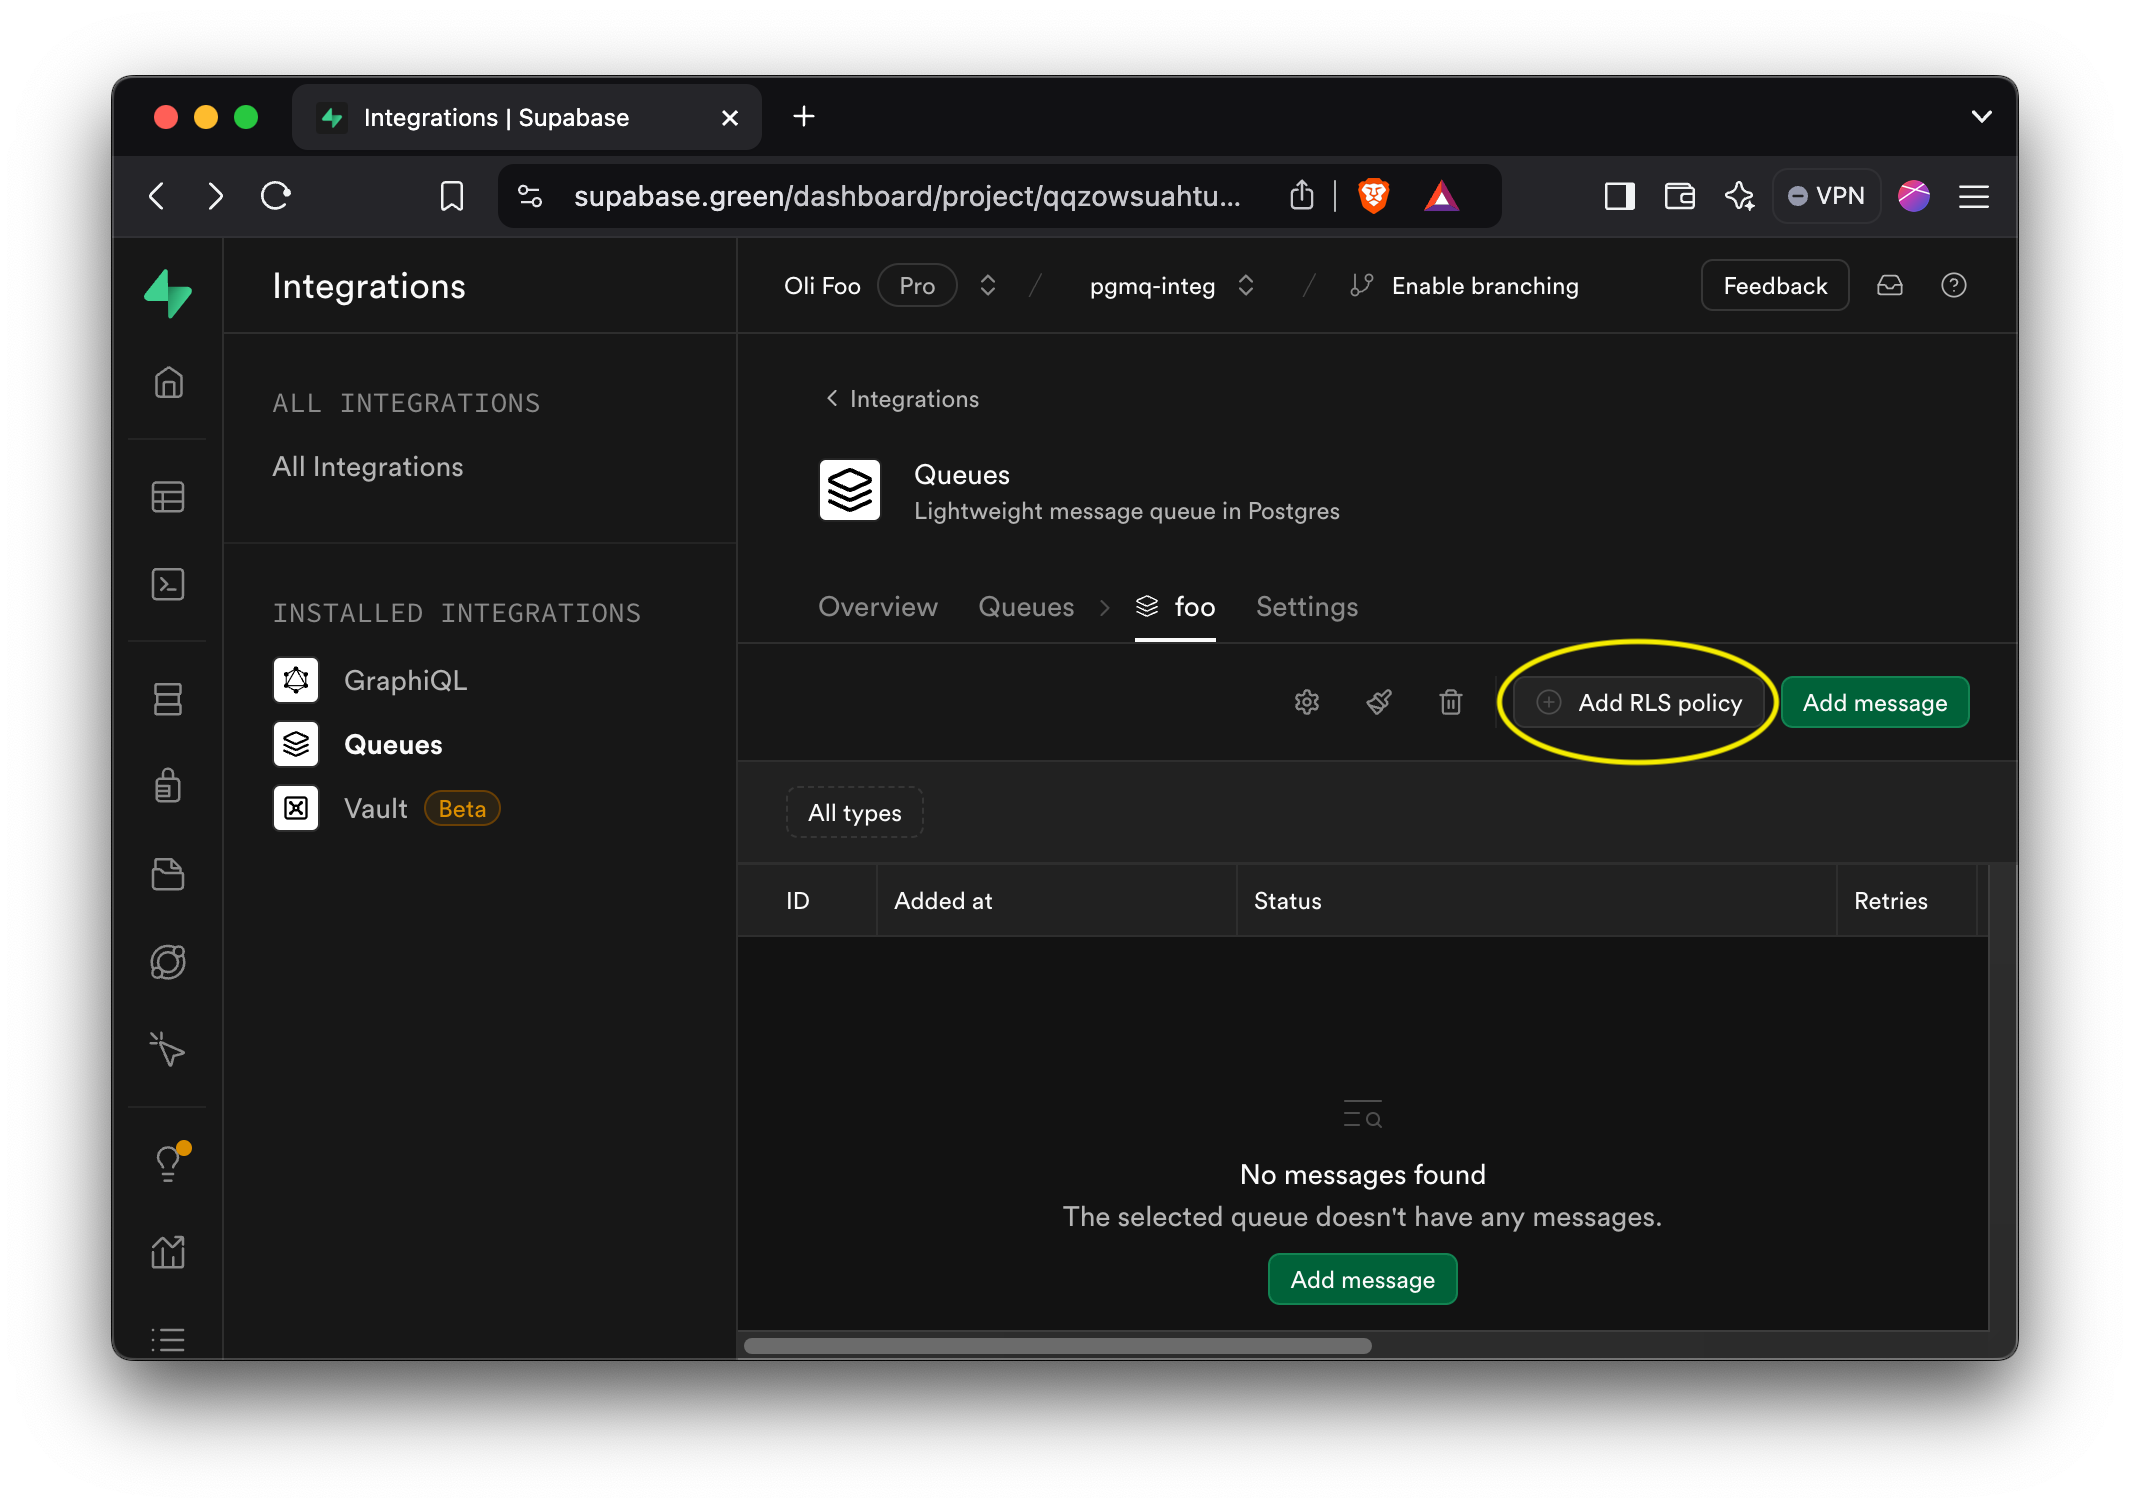 Integrations | Supabase
supabase.green/dashboard/project/qqzowsuahtu...
VPN
Integrations
Oli Foo Pro / pgmq-integ / Enable branching
Feedback
ALL INTEGRATIONS
All Integrations
INSTALLED INTEGRATIONS
GraphiQL
Queues
Vault Beta
Integrations
Queues
Lightweight message queue in Postgres
Overview Queues foo Settings
Add RLS policy Add message
All types
ID Added at Status Retries
No messages found
The selected queue doesn't have any messages.
Add message